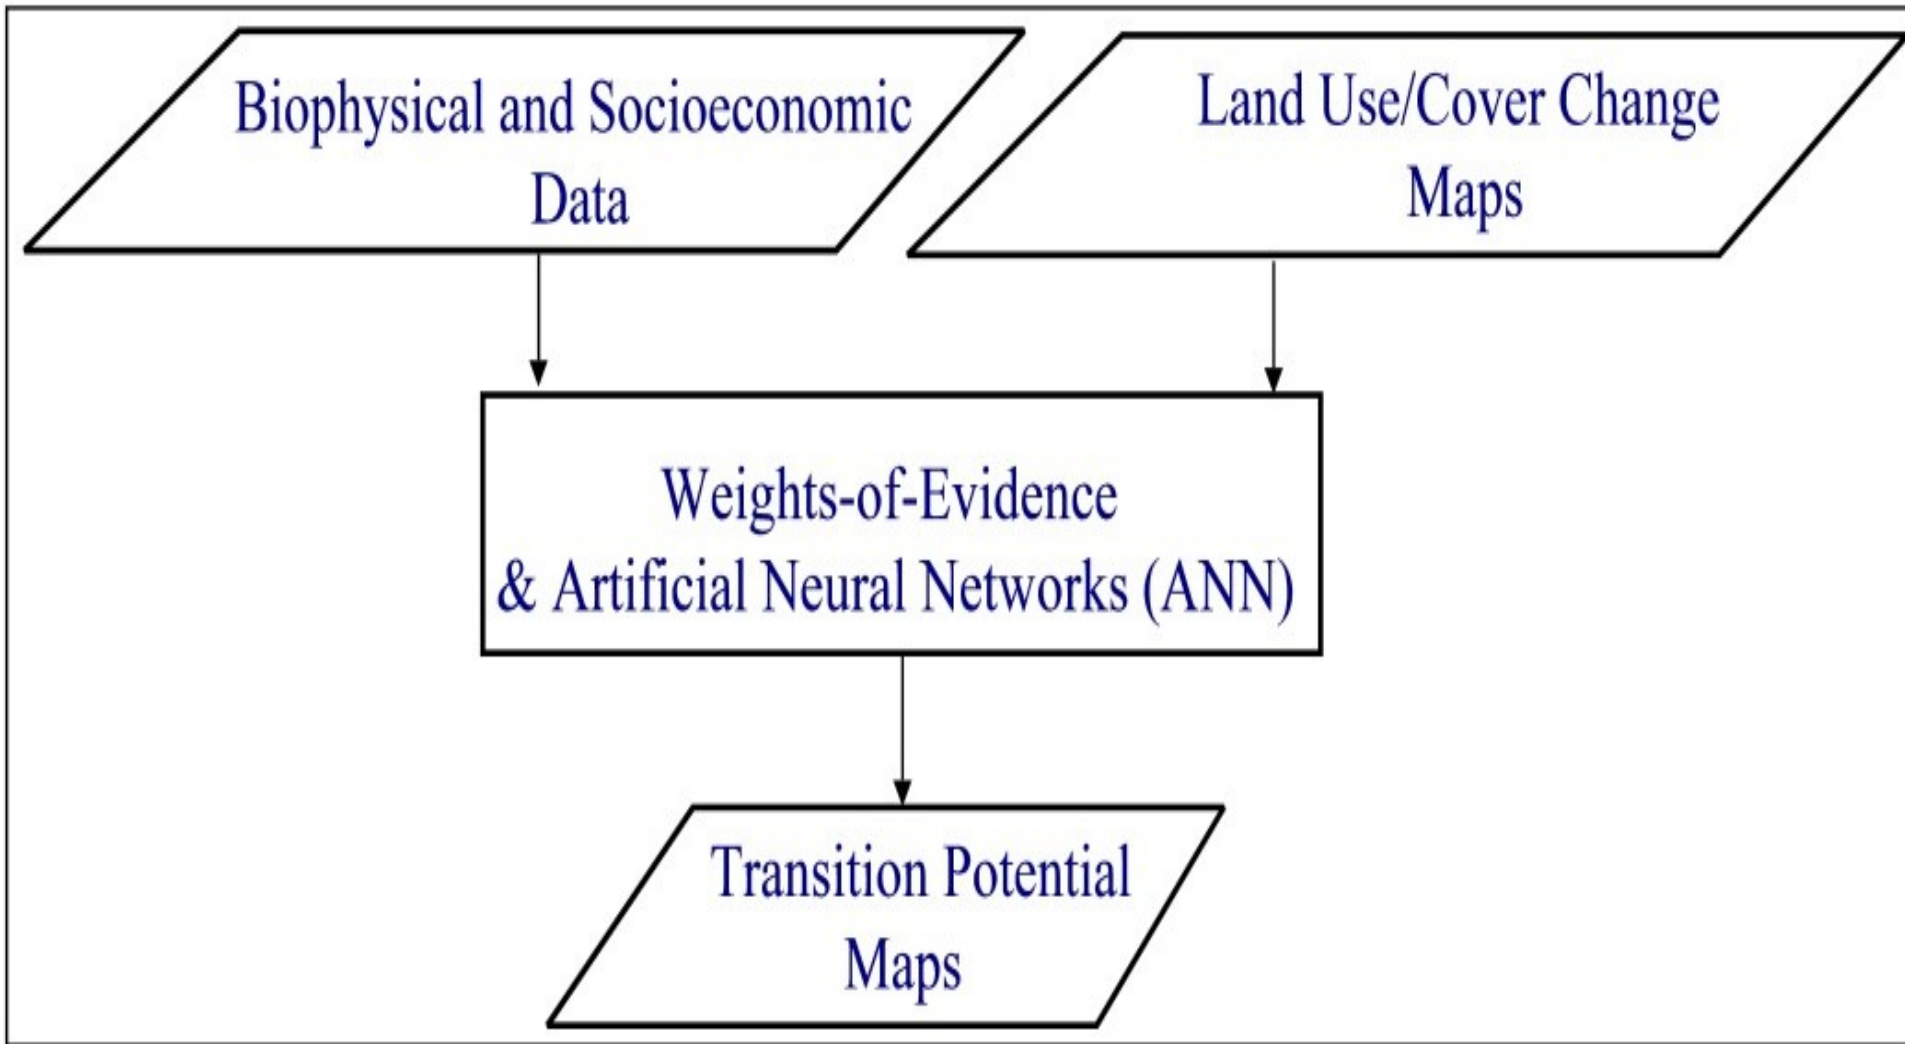 Biophysical and Socioeconomic
Data
Land Use/Cover Change
Maps
Weights-of-Evidence
& Artificial Neural Networks (ANN)
Transition Potential
Maps